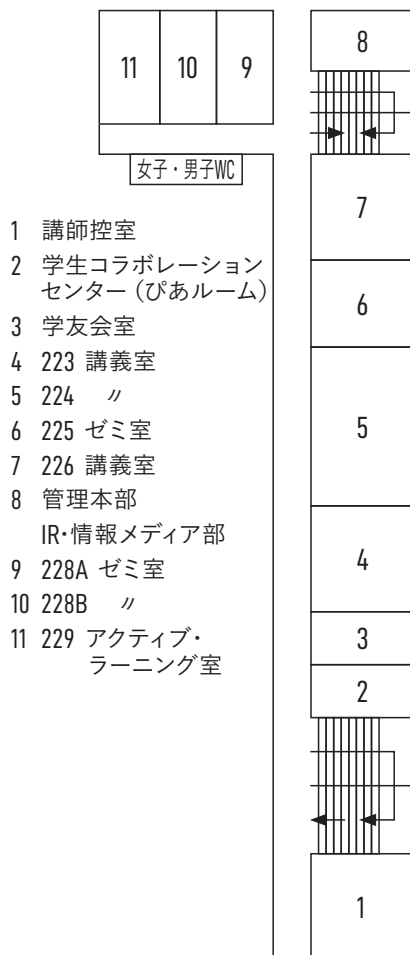 11
10
9
8
女子・男子WC
7
6
5
4
3
2
1
1 講師控室
2 学生コラボレーション
センター（ぴあルーム）
3 学友会室
4 223 講義室
5 224 〃
6 225 ゼミ室
7 226 講義室
8 管理本部
IR・情報メディア部
9 228A ゼミ室
10 228B 〃
11 229 アクティブ・
ラーニング室